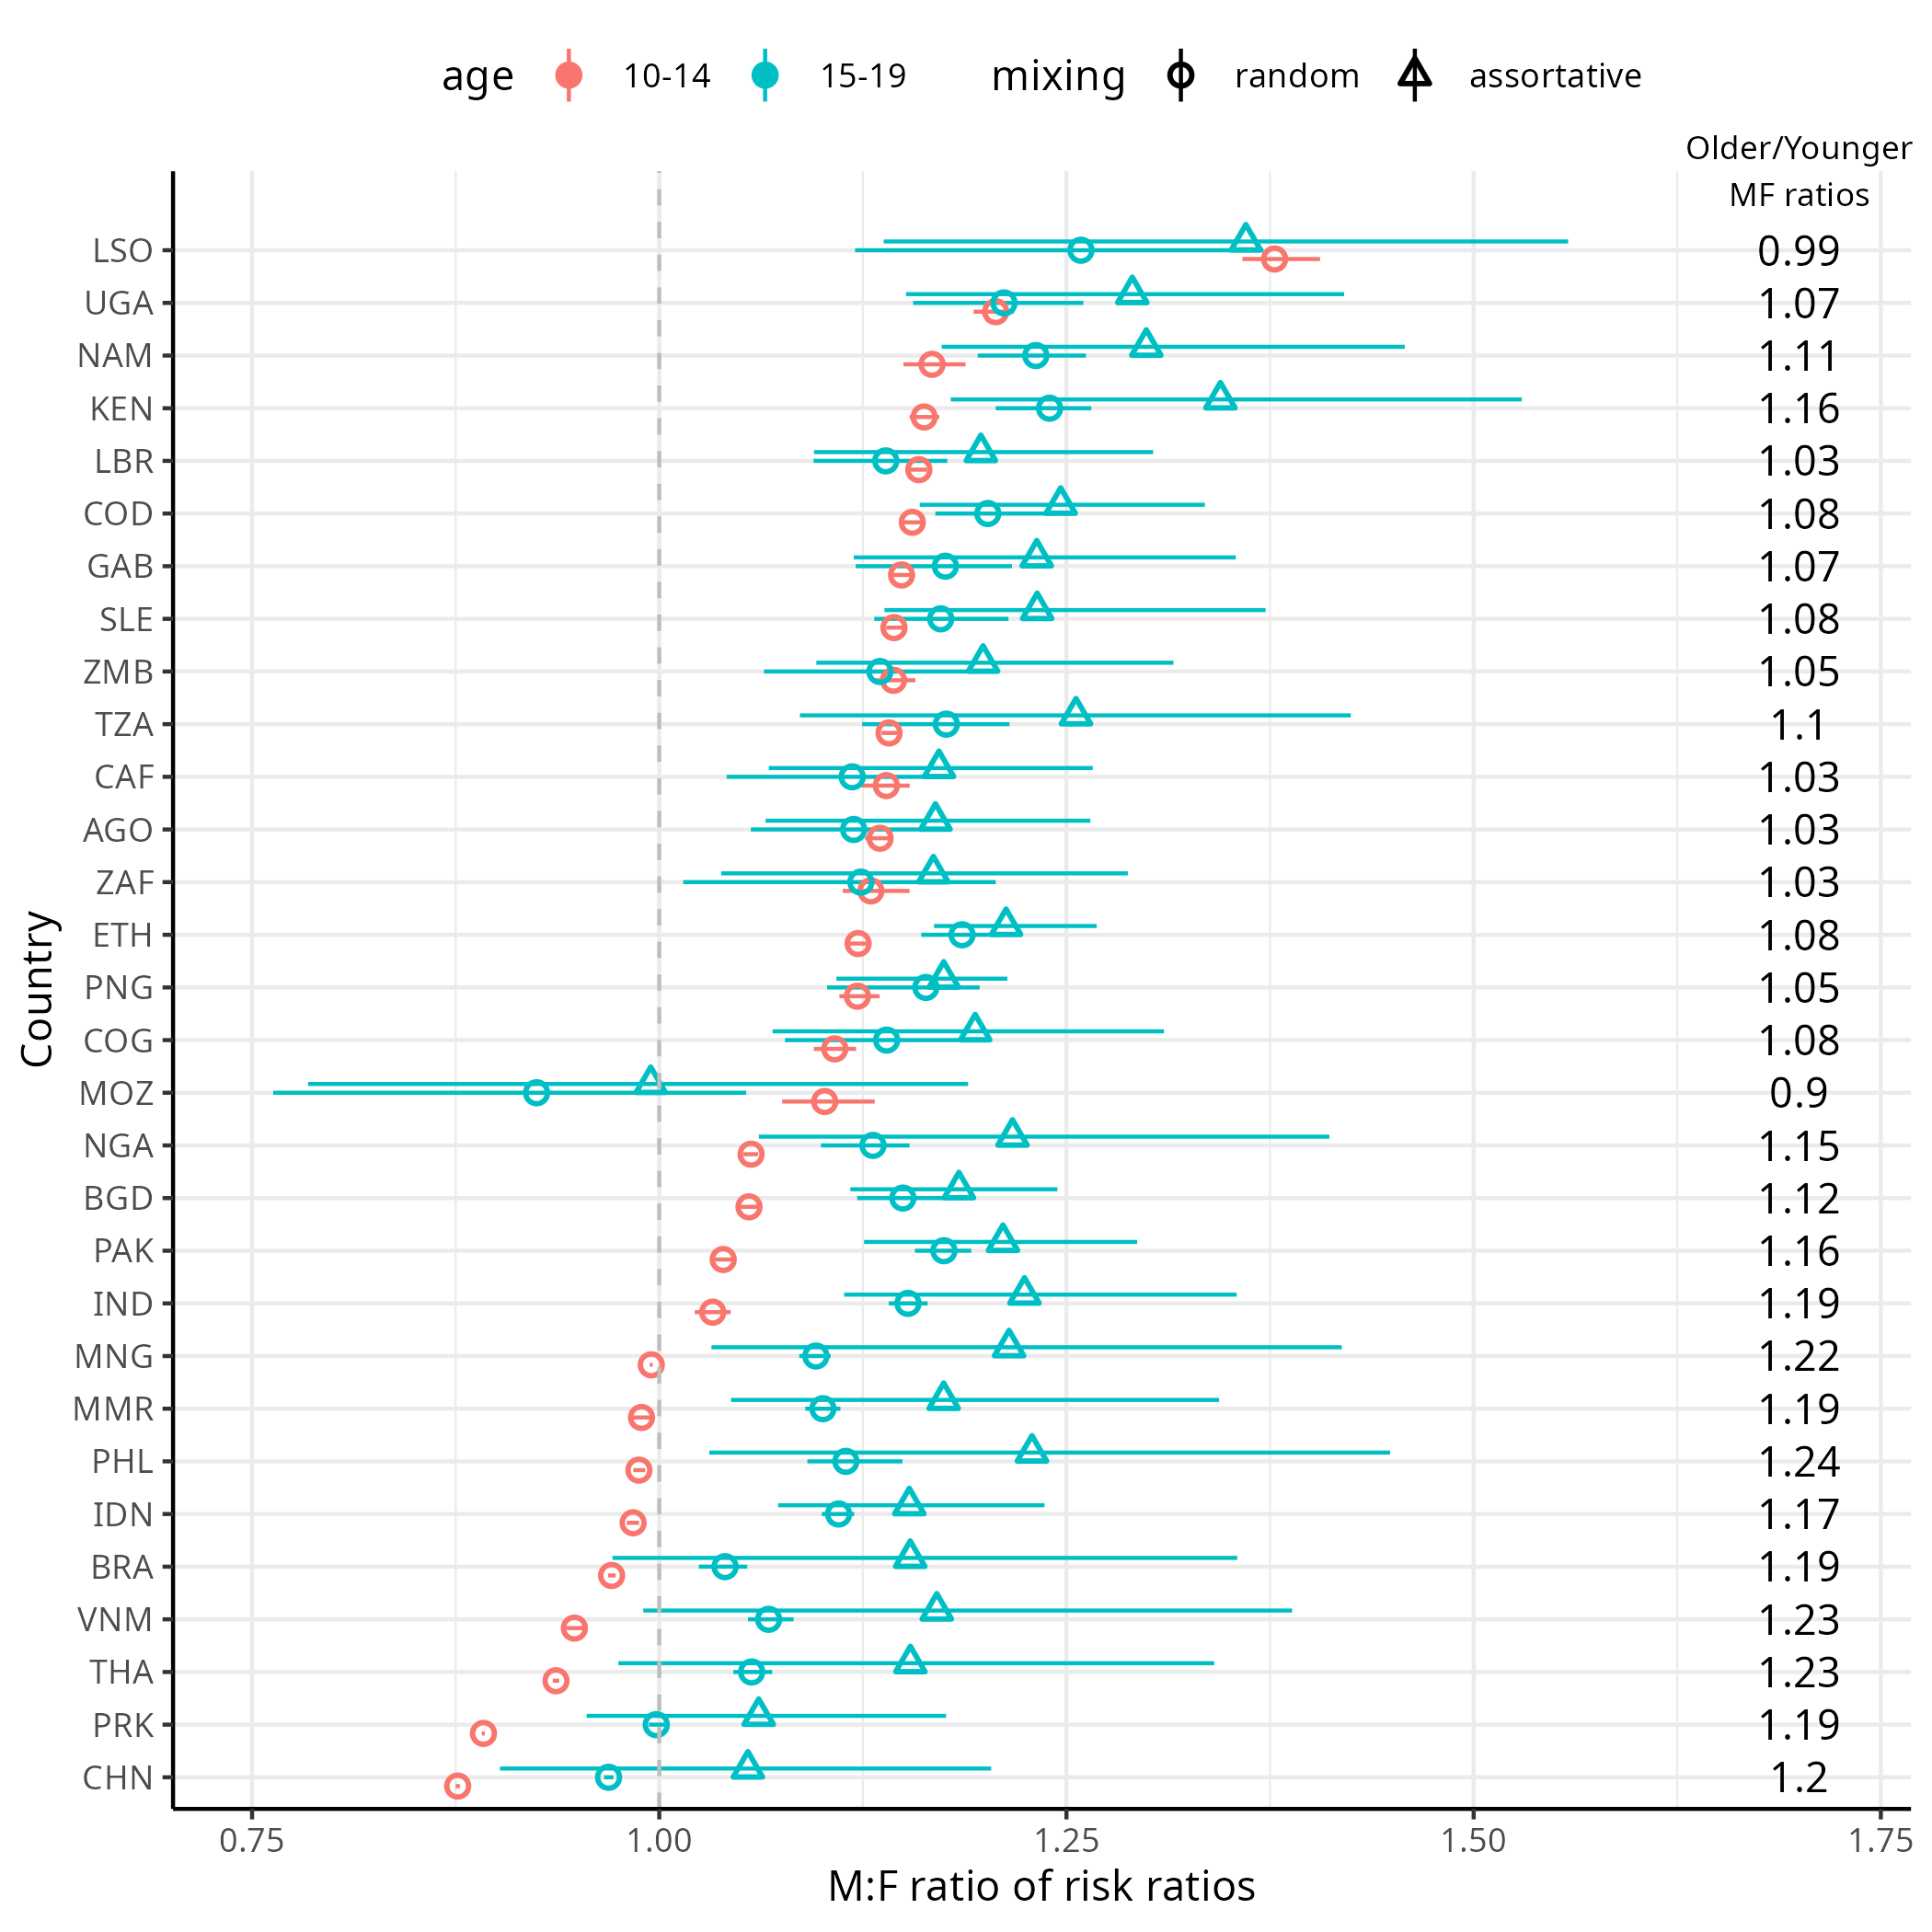 age 10-14 15-19 mixing random assortative
Older/Younger
MF ratios
LSO 0.99
UGA 1.07
NAM 1.11
KEN 1.16
LBR 1.03
COD 1.08
GAB 1.07
SLE 1.08
ZMB 1.05
TZA 1.1
CAF 1.03
AGO 1.03
ZAF 1.03
ETH 1.08
PNG 1.05
COG 1.08
MOZ 0.9
NGA 1.15
BGD 1.12
PAK 1.16
IND 1.19
MNG 1.22
MMR 1.19
PHL 1.24
IDN 1.17
BRA 1.19
VNM 1.23
THA 1.23
PRK 1.19
CHN 1.2
Country
0.75 1.00 1.25 1.50 1.75
M:F ratio of risk ratios